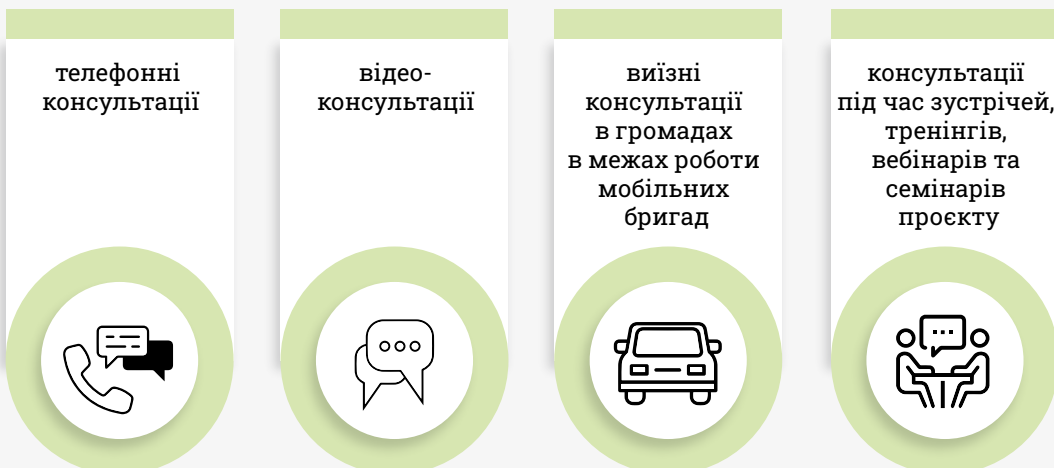 телефонні
консультації
відео-
консультації
виїзні
консультації
в громадах
в межах роботи
мобільних
бригад
консультації
під час зустрічей,
тренінгів,
вебінарів та
семінарів
проєкту